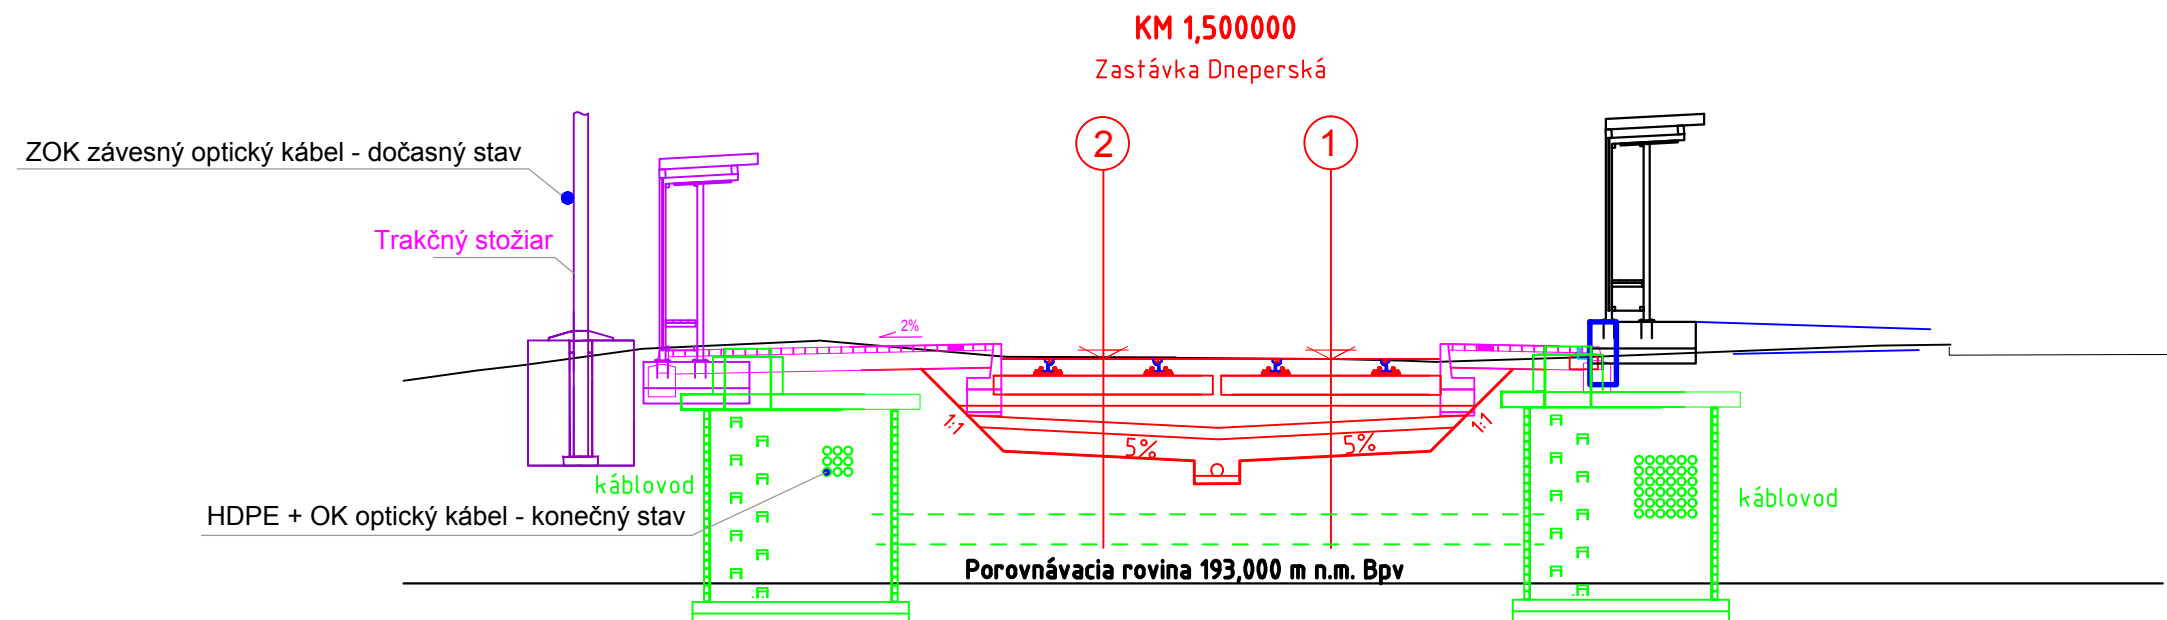 KM 1,500000
Zastávka Dneperská
2
1
ZOK závesný optický kábel - dočasný stav
Trakčný stožiar
2%
1:1
1:1
5%
5%
káblovod
káblovod
HDPE + OK optický kábel - konečný stav
Porovnávacia rovina 193,000 m n.m. Bpv